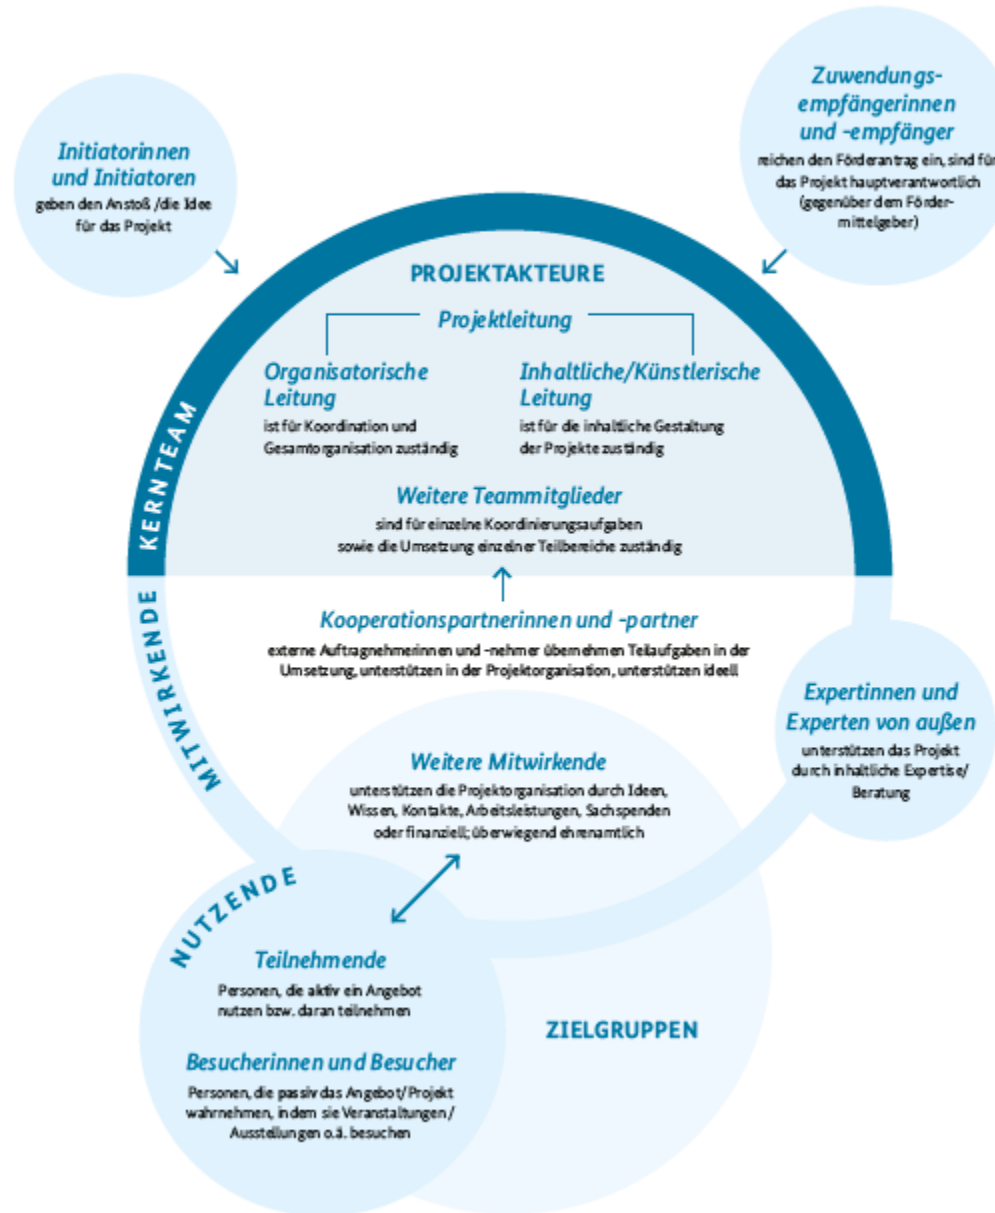 Zuwendungs-
empfängerinnen
und -empfänger
reichen den Förderantrag ein, sind für
das Projekt hauptverantwortlich
(gegenüber dem Förder-
mittelgeber)
Initiatorinnen
und Initiatoren
geben den Anstoß /die Idee
für das Projekt
PROJEKTAKTEURE
Projektleitung
Organisatorische
Leitung
ist für Koordination und
Gesamtorganisation zuständig
Inhaltliche/Künstlerische
Leitung
ist für die inhaltliche Gestaltung
der Projekte zuständig
KERNTEAM
Weitere Teammitglieder
sind für einzelne Koordinierungsaufgaben
sowie die Umsetzung einzelner Teilbereiche zuständig
MITWIRKENDE
Kooperationspartnerinnen und -partner
externe Auftragnehmerinnen und -nehmer übernehmen Teilaufgaben in der
Umsetzung, unterstützen in der Projektorganisation, unterstützen ideell
Expertinnen und
Experten von außen
unterstützen das Projekt
durch inhaltliche Expertise/
Beratung
Weitere Mitwirkende
unterstützen die Projektorganisation durch Ideen,
Wissen, Kontakte, Arbeitsleistungen, Sachspenden
oder finanziell; überwiegend ehrenamtlich
NUTZENDE
Teilnehmende
Personen, die aktiv ein Angebot
nutzen bzw. daran teilnehmen
ZIELGRUPPEN
Besucherinnen und Besucher
Personen, die passiv das Angebot/Projekt
wahrnehmen, indem sie Veranstaltungen/
Ausstellungen o.ä. besuchen